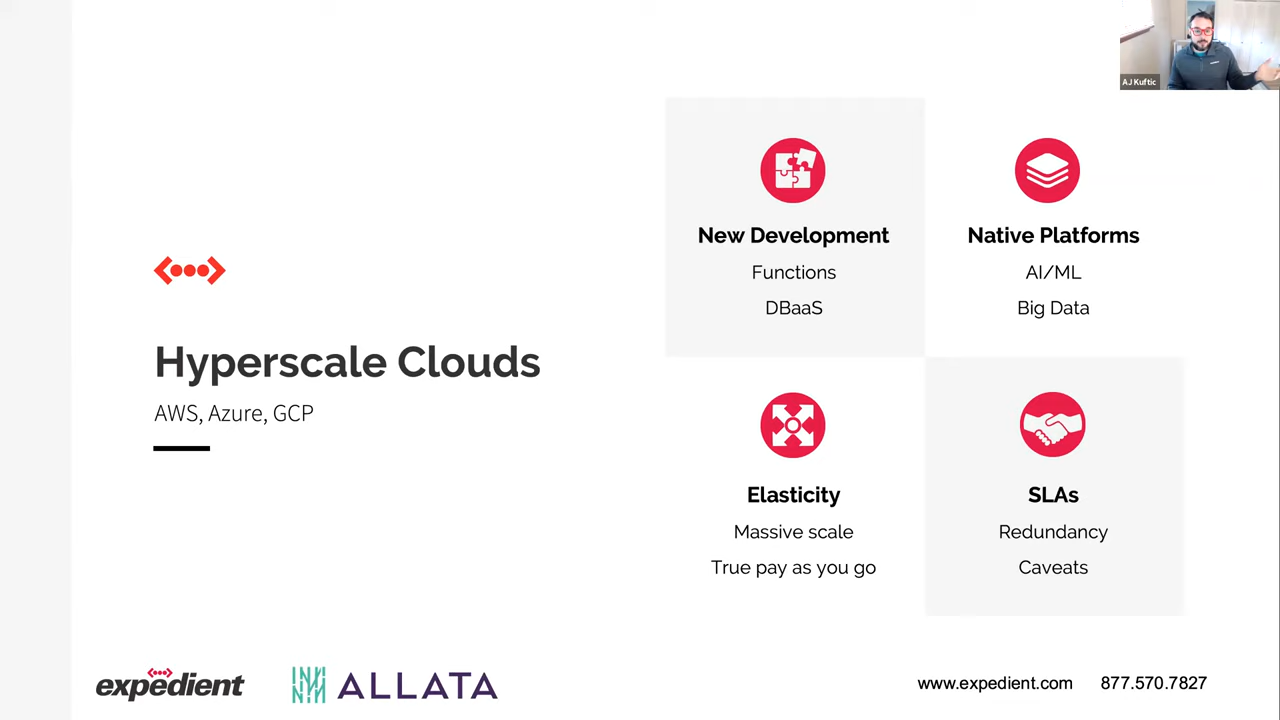 AJ Kuftic
Hyperscale Clouds
AWS, Azure, GCP
New Development
Functions
DBaaS
Native Platforms
AI/ML
Big Data
Elasticity
Massive scale
True pay as you go
SLAs
Redundancy
Caveats
expedient
ALLATA
www.expedient.com
877.570.7827